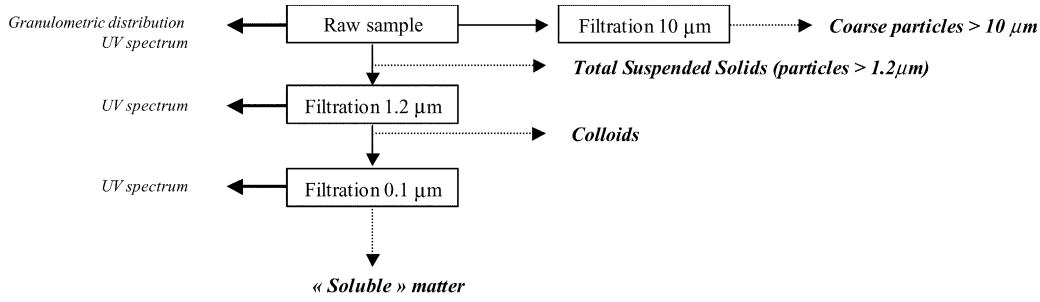 Granulometric distribution
UV spectrum
Raw sample
Filtration 10 μm
Coarse particles > 10 μm
Total Suspended Solids (particles > 1.2μm)
UV spectrum
Filtration 1.2 μm
Colloids
UV spectrum
Filtration 0.1 μm
« Soluble » matter